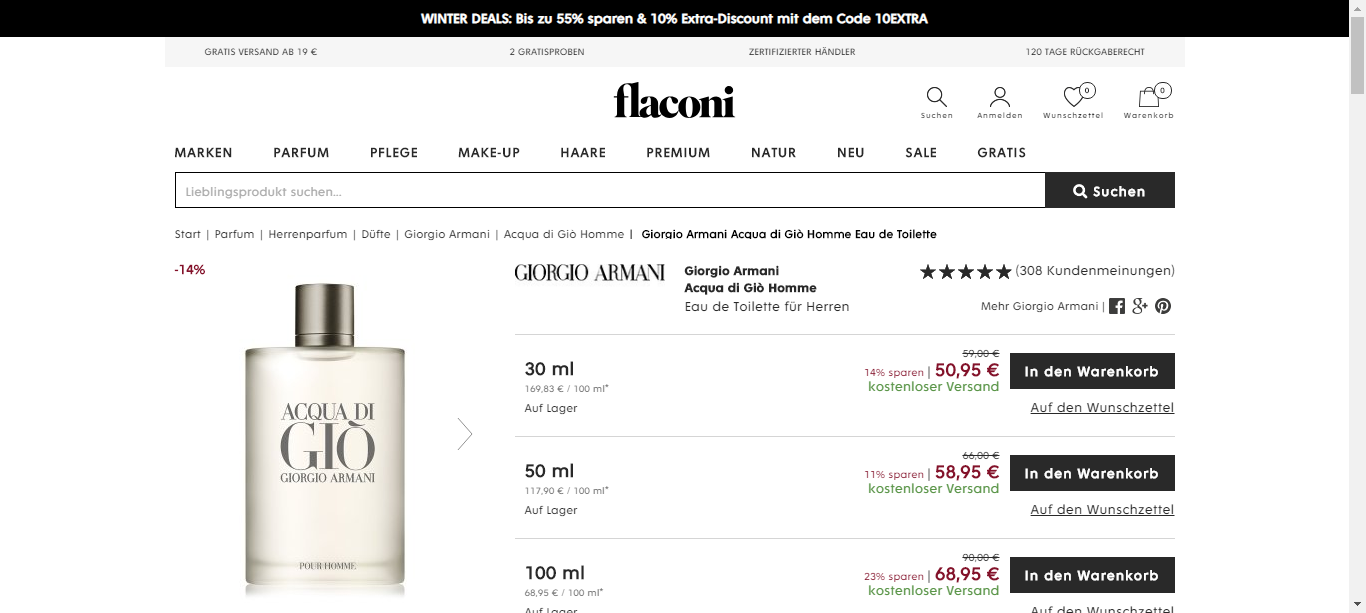 WINTER DEALS: Bis zu 55% sparen & 10% Extra-Discount mit dem Code 10EXTRA
GRATIS VERSAND AB 19 € 2 GRATISPROBEN ZERTIFIZIERTER HÄNDLER 120 TAGE RÜCKGABERECHT
flaconi
0 0
Suchen Anmelden Wunschzettel Warenkorb
MARKEN PARFUM PFLEGE MAKE-UP HAARE PREMIUM NATUR NEU SALE GRATIS
Lieblingsprodukt suchen... Suchen
Start | Parfum | Herrenparfum | Düfte | Giorgio Armani | Acqua di Giò Homme | Giorgio Armani Acqua di Giò Homme Eau de Toilette
-14%
ACQUA DI
GIÒ
GIORGIO ARMANI
POUR HOMME
GIORGIO ARMANI
Giorgio Armani
Acqua di Giò Homme
Eau de Toilette für Herren
(308 Kundenmeinungen)
Mehr Giorgio Armani |
30 ml
169,83 € / 100 ml*
Auf Lager
59,00 €
14% sparen | 50,95 €
kostenloser Versand
In den Warenkorb
Auf den Wunschzettel
50 ml
117,90 € / 100 ml*
Auf Lager
66,00 €
11% sparen | 58,95 €
kostenloser Versand
In den Warenkorb
Auf den Wunschzettel
100 ml
68,95 € / 100 ml*
Auf Lager
90,00 €
23% sparen | 68,95 €
kostenloser Versand
In den Warenkorb
Auf den Wunschzettel